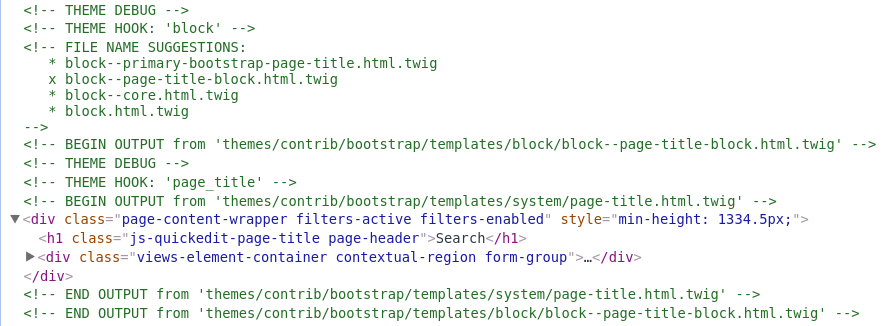 <!-- THEME DEBUG -->
<!-- THEME HOOK: 'block' -->
<!-- FILE NAME SUGGESTIONS:
* block--primary-bootstrap-page-title.html.twig
x block--page-title-block.html.twig
* block--core.html.twig
* block.html.twig
-->
<!-- BEGIN OUTPUT from 'themes/contrib/bootstrap/templates/block/block--page-title-block.html.twig' -->
<!-- THEME DEBUG -->
<!-- THEME HOOK: 'page_title' -->
<!-- BEGIN OUTPUT from 'themes/contrib/bootstrap/templates/system/page-title.html.twig' -->
<div class="page-content-wrapper filters-active filters-enabled" style="min-height: 1334.5px;">
<h1 class="js-quickedit-page-title page-header">Search</h1>
<div class="views-element-container contextual-region form-group">…</div>
</div>
<!-- END OUTPUT from 'themes/contrib/bootstrap/templates/system/page-title.html.twig' -->
<!-- END OUTPUT from 'themes/contrib/bootstrap/templates/block/block--page-title-block.html.twig' -->